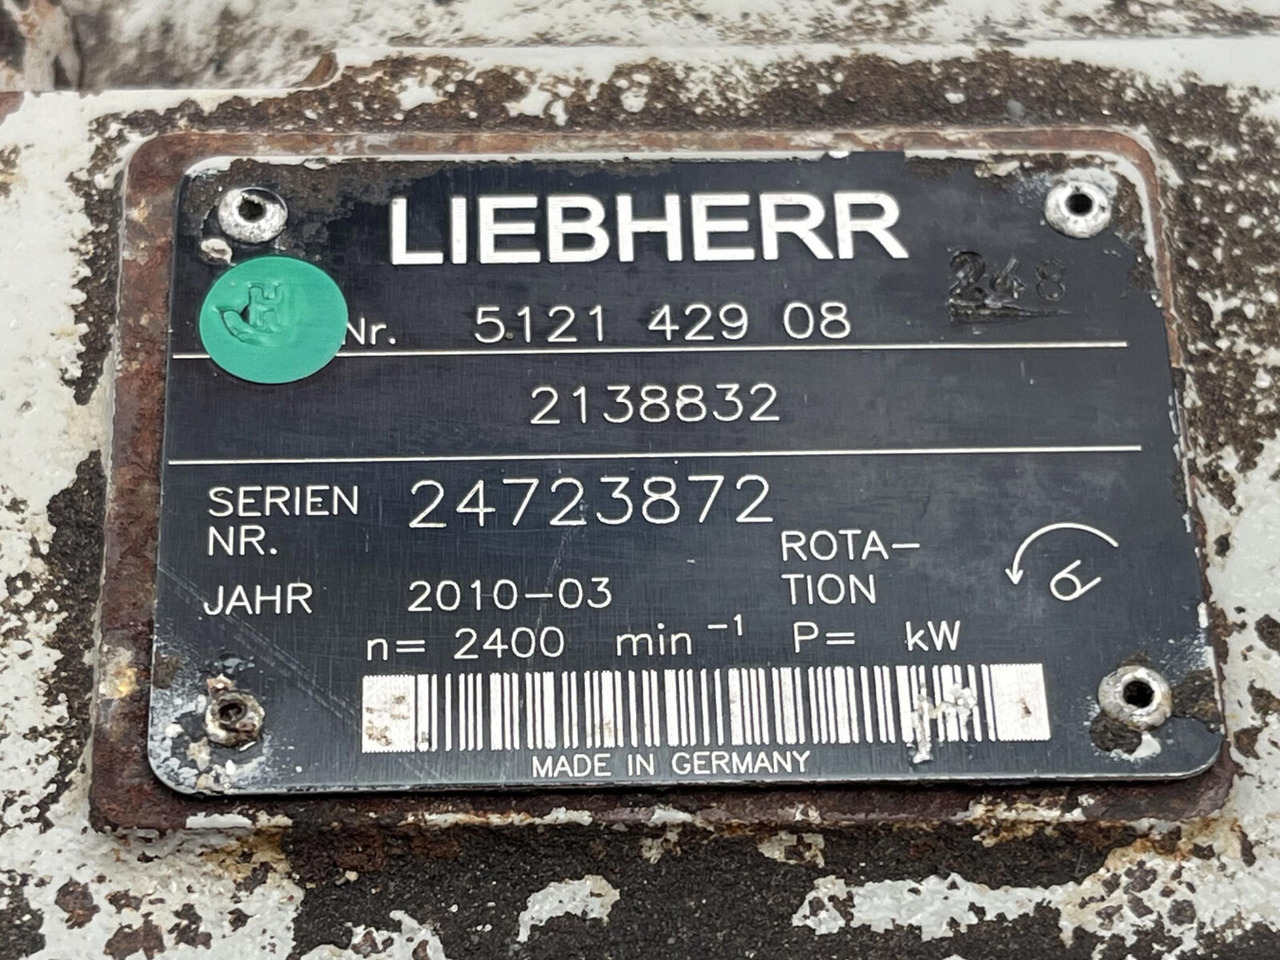 LIEBHERR
248
Nr. 5121 429 08
2138832
SERIEN NR. 24723872
JAHR 2010-03
ROTA-
TION
n= 2400 min⁻¹ P= kW
MADE IN GERMANY